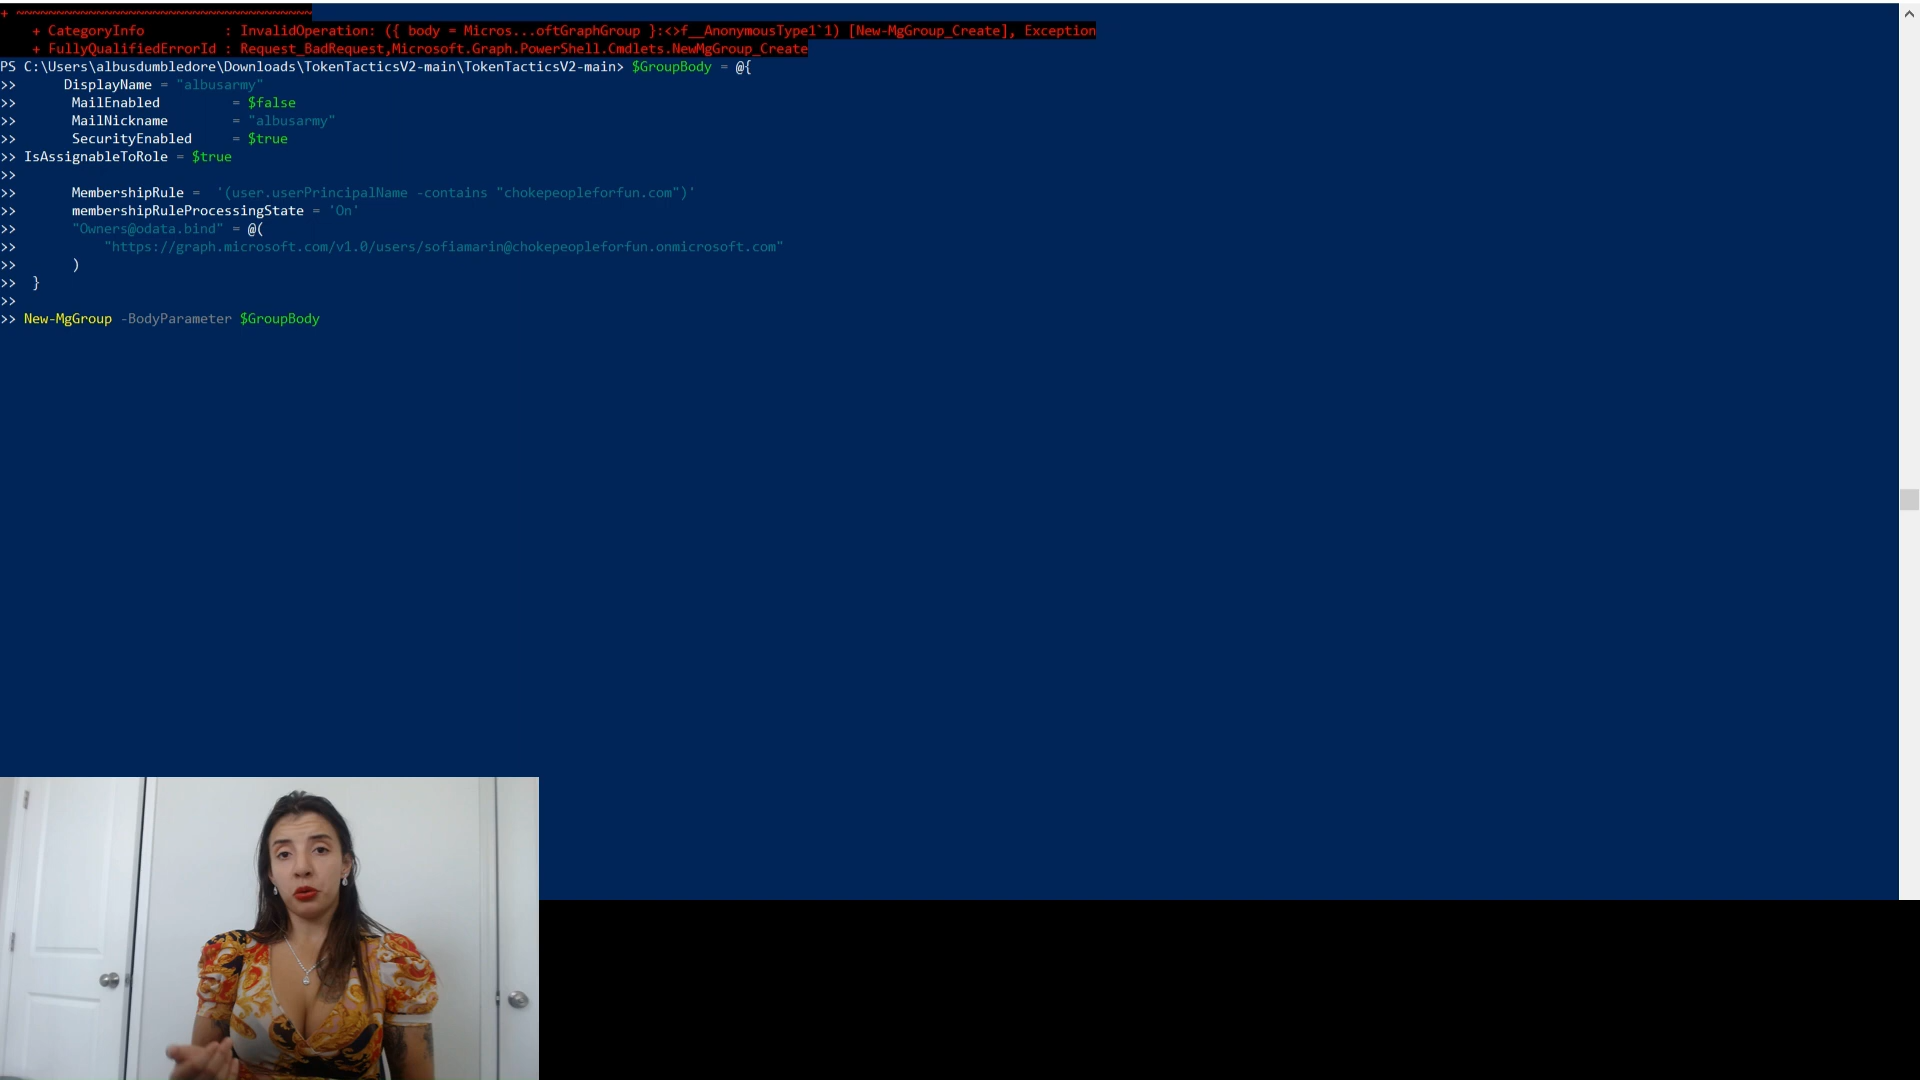 + ~~~~~~~~~~~~~~~~~~~~~~~~~~~~~~~~~~~~~
+ CategoryInfo : InvalidOperation: ({ body = Micros...oftGraphGroup }:<>f__AnonymousType1`1) [New-MgGroup_Create], Exception
+ FullyQualifiedErrorId : Request_BadRequest,Microsoft.Graph.PowerShell.Cmdlets.NewMgGroup_Create
PS C:\Users\albusdumbledore\Downloads\TokenTacticsV2-main\TokenTacticsV2-main> $GroupBody = @{
>> DisplayName = "albusarmy"
>> MailEnabled = $false
>> MailNickname = "albusarmy"
>> SecurityEnabled = $true
>> IsAssignableToRole = $true
>>
>> MembershipRule = '(user.userPrincipalName -contains "chokepeopleforfun.com")'
>> membershipRuleProcessingState = 'On'
>> "Owners@odata.bind" = @(
>> "https://graph.microsoft.com/v1.0/users/sofiamarin@chokepeopleforfun.onmicrosoft.com"
>> )
>> }
>>
>> New-MgGroup -BodyParameter $GroupBody